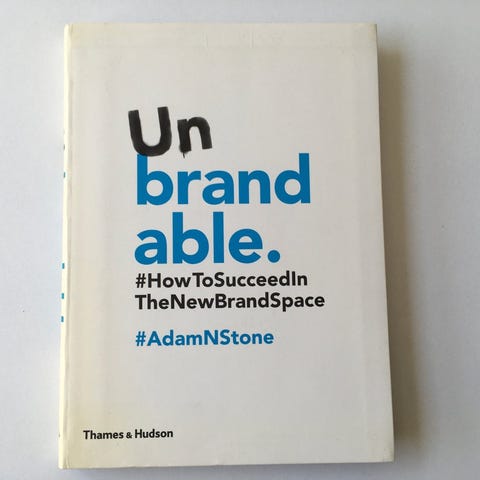 Un
brand
able.
#HowToSucceedIn
TheNewBrandSpace
#AdamNStone
Thames & Hudson